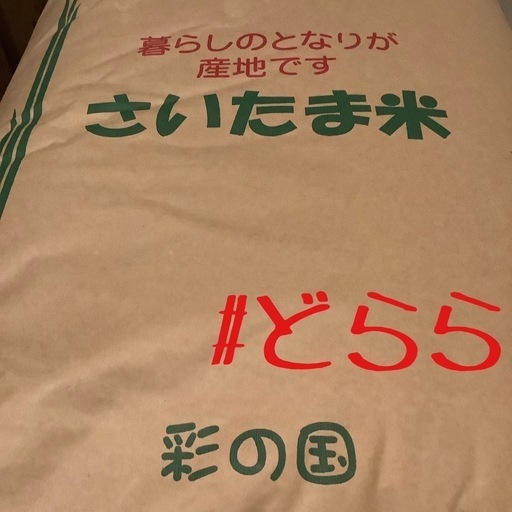 暮らしのとなりが
産地です
さいたま米
#どらら
彩の国